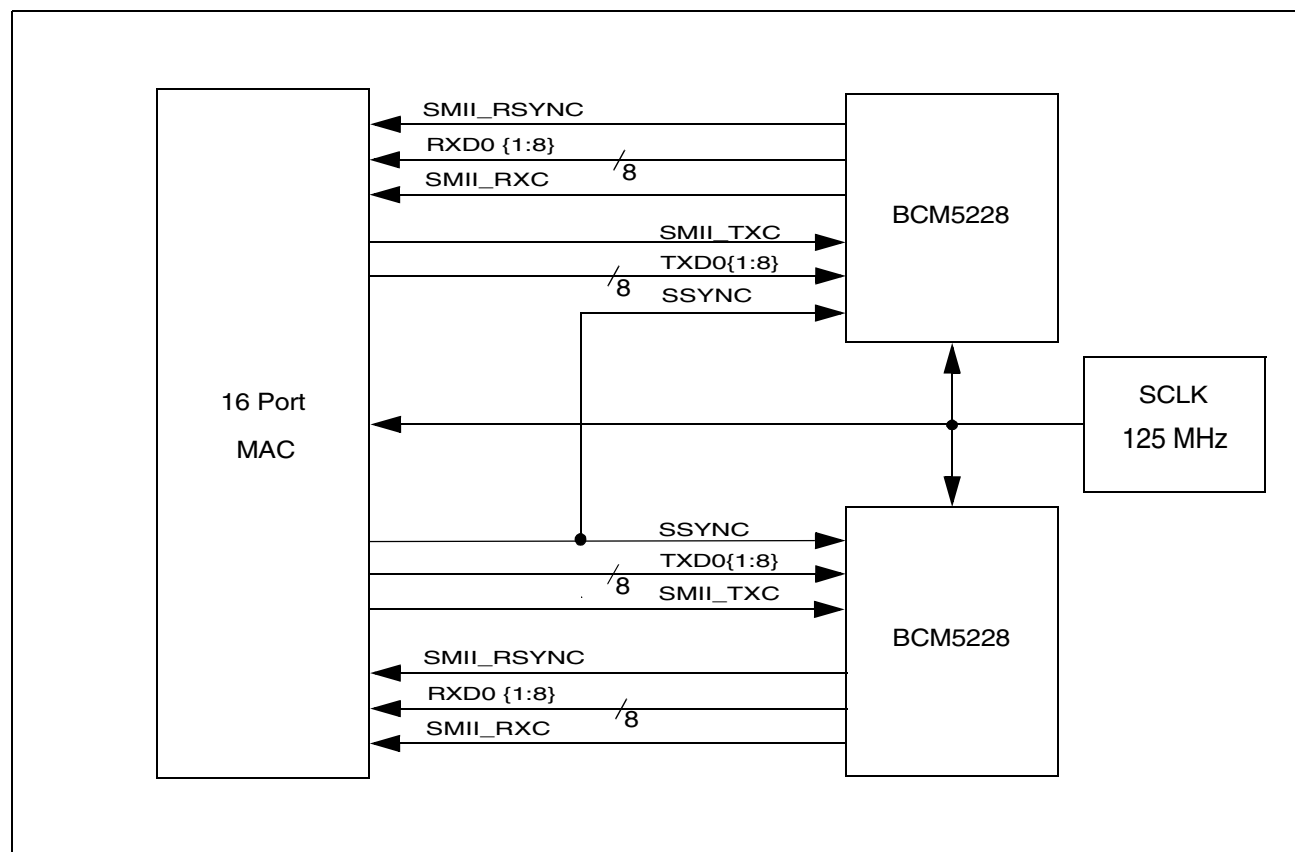 SMII_RSYNC
RXD0 {1:8}
8
SMII_RXC
SMII_TXC
TXD0{1:8}
8
SSYNC
BCM5228
16 Port
MAC
SCLK
125 MHz
SSYNC
TXD0{1:8}
8
SMII_TXC
BCM5228
SMII_RSYNC
RXD0 {1:8}
8
SMII_RXC